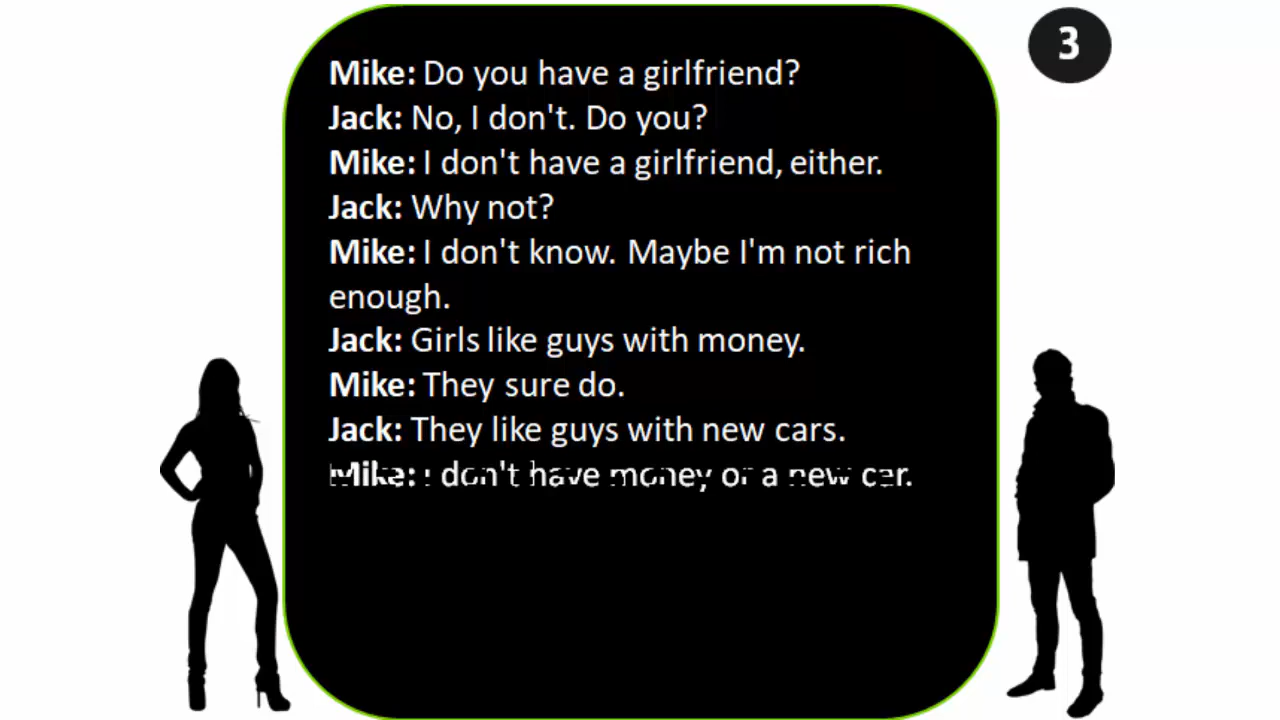 3
Mike: Do you have a girlfriend?
Jack: No, I don't. Do you?
Mike: I don't have a girlfriend, either.
Jack: Why not?
Mike: I don't know. Maybe I'm not rich
enough.
Jack: Girls like guys with money.
Mike: They sure do.
Jack: They like guys with new cars.
Mike: I don't have money or a new car.